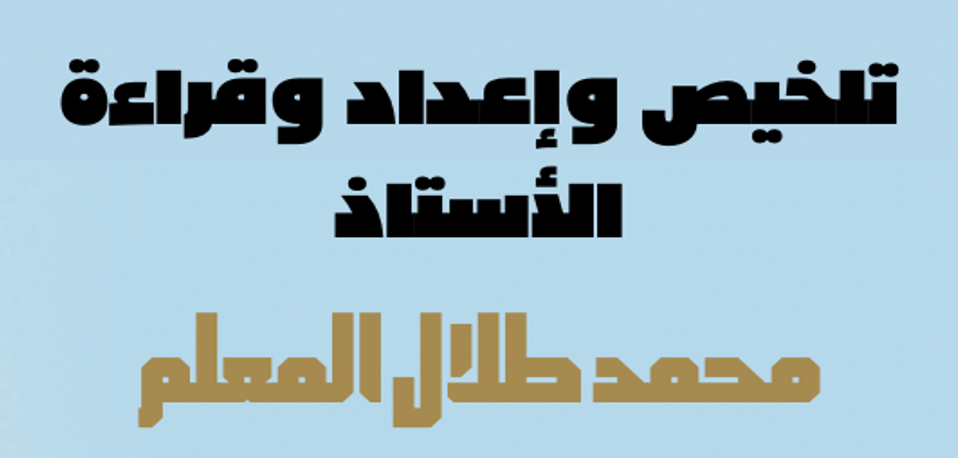 تلخيص وإعداد وقراءة
الأستاذ
محمد طلال المعلم